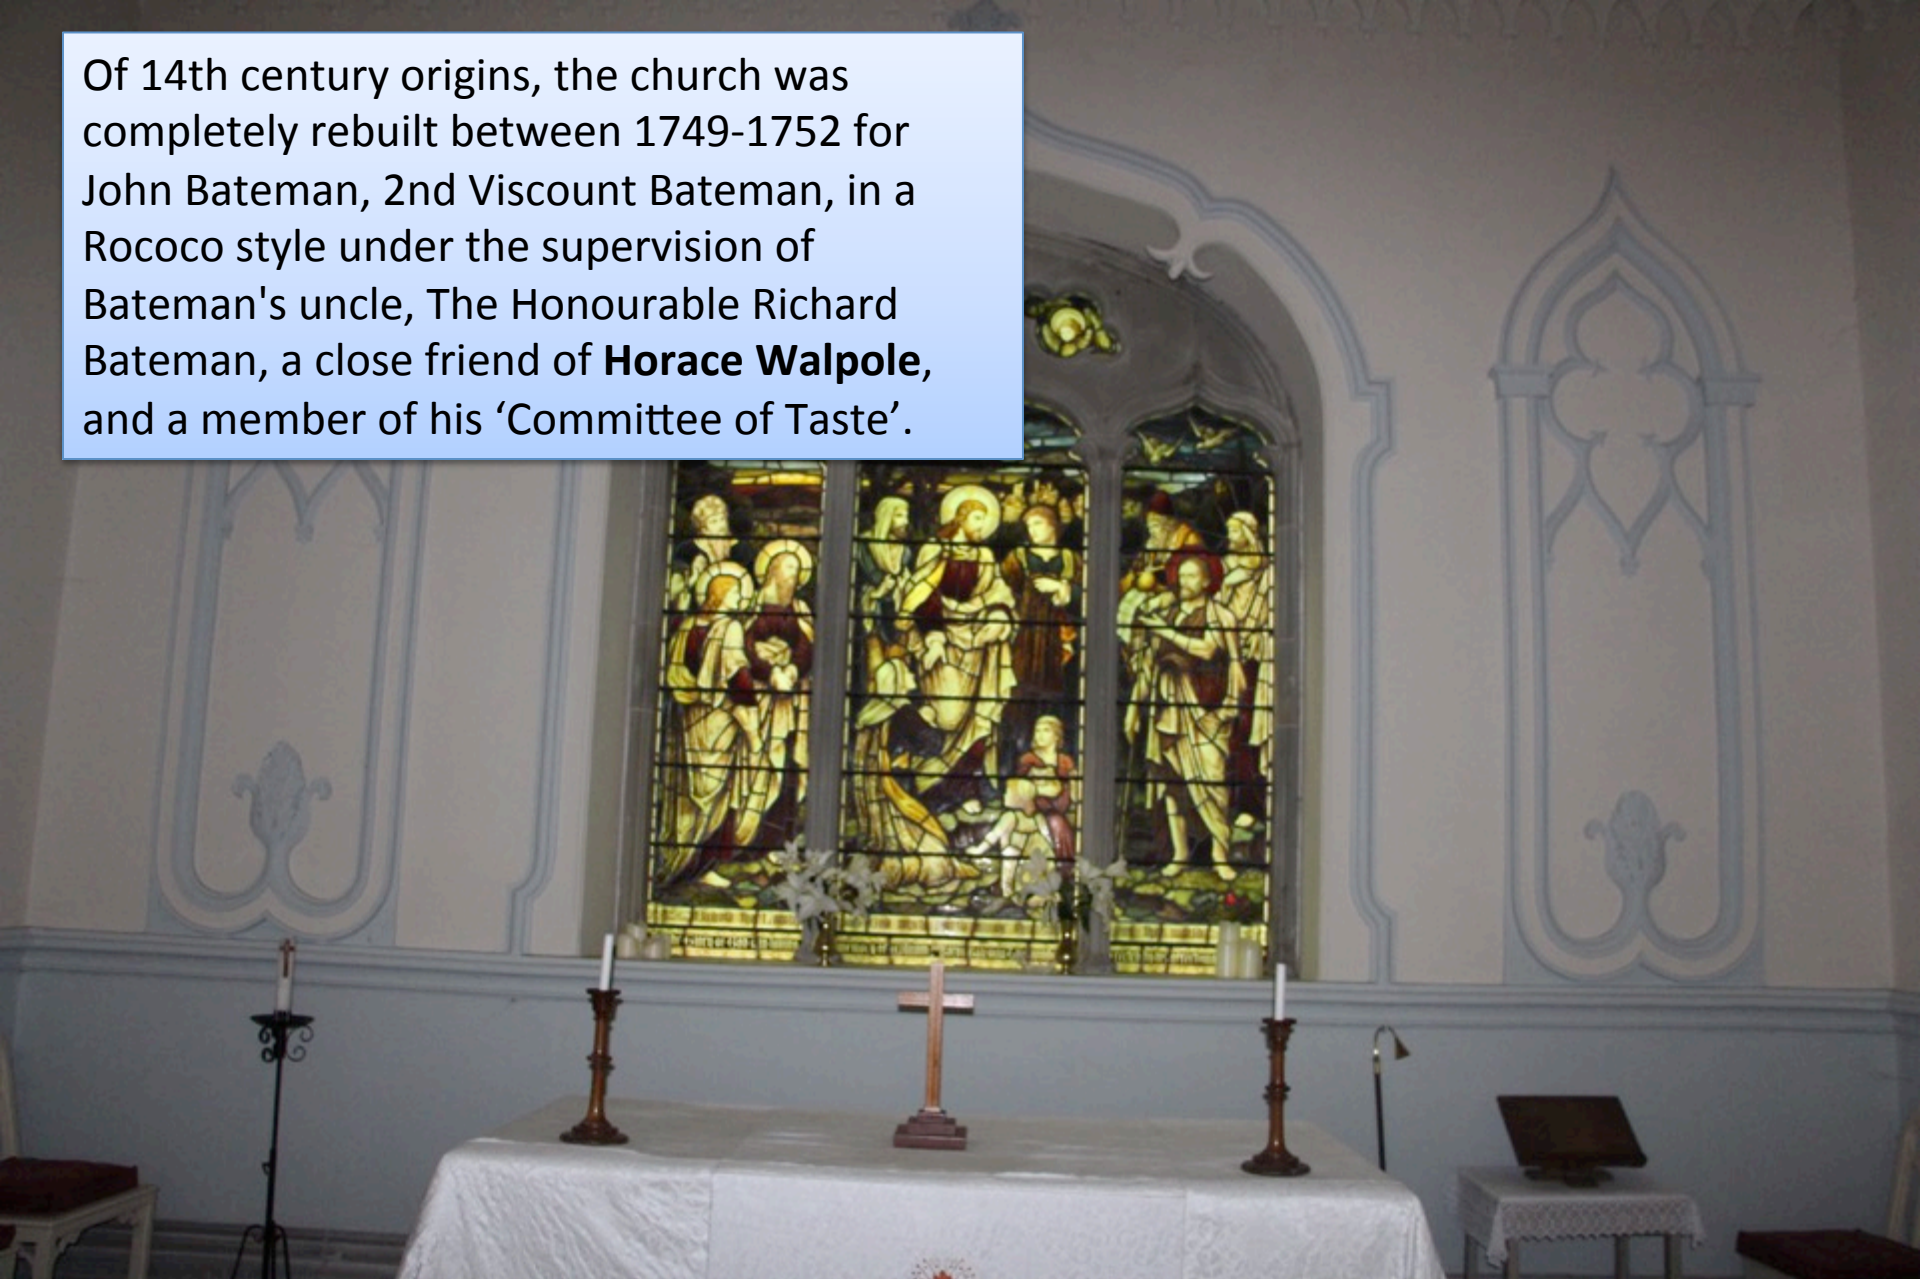 Of 14th century origins, the church was
completely rebuilt between 1749-1752 for
John Bateman, 2nd Viscount Bateman, in a
Rococo style under the supervision of
Bateman's uncle, The Honourable Richard
Bateman, a close friend of Horace Walpole,
and a member of his ‘Committee of Taste’.